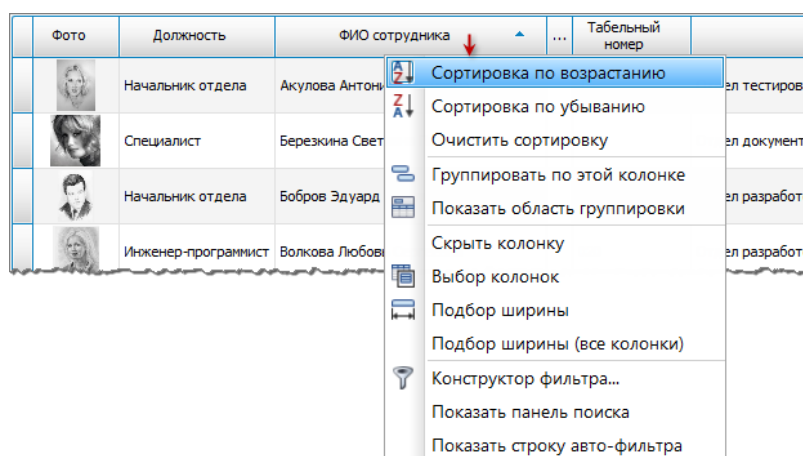 Фото Должность ФИО сотрудника ... Табельный номер
Сортировка по возрастанию
Начальник отдела Акулова Антони ел тестиров
Сортировка по убыванию
Специалист Березкина Свет Очистить сортировку ел документ
Группировать по этой колонке
Начальник отдела Бобров Эдуард ел разработ
Показать область группировки
Скрыть колонку
Инженер-программист Волкова Любовь ел разработ
Выбор колонок
Подбор ширины
Подбор ширины (все колонки)
Конструктор фильтра...
Показать панель поиска
Показать строку авто-фильтра